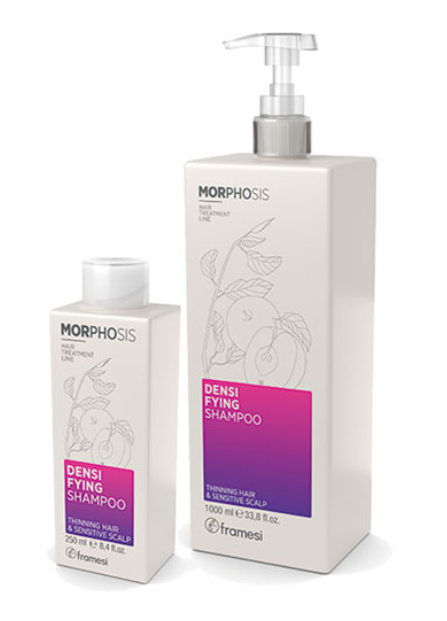 MORPHOSIS
HAIR
TREATMENT
LINE
DENSI
FYING
SHAMPOO
THINNING HAIR
& SENSITIVE SCALP
250 ml ℮ 8,4 fl.oz.
framesi
MORPHOSIS
HAIR
TREATMENT
LINE
DENSI
FYING
SHAMPOO
THINNING HAIR
& SENSITIVE SCALP
1000 ml ℮ 33,8 fl.oz.
framesi